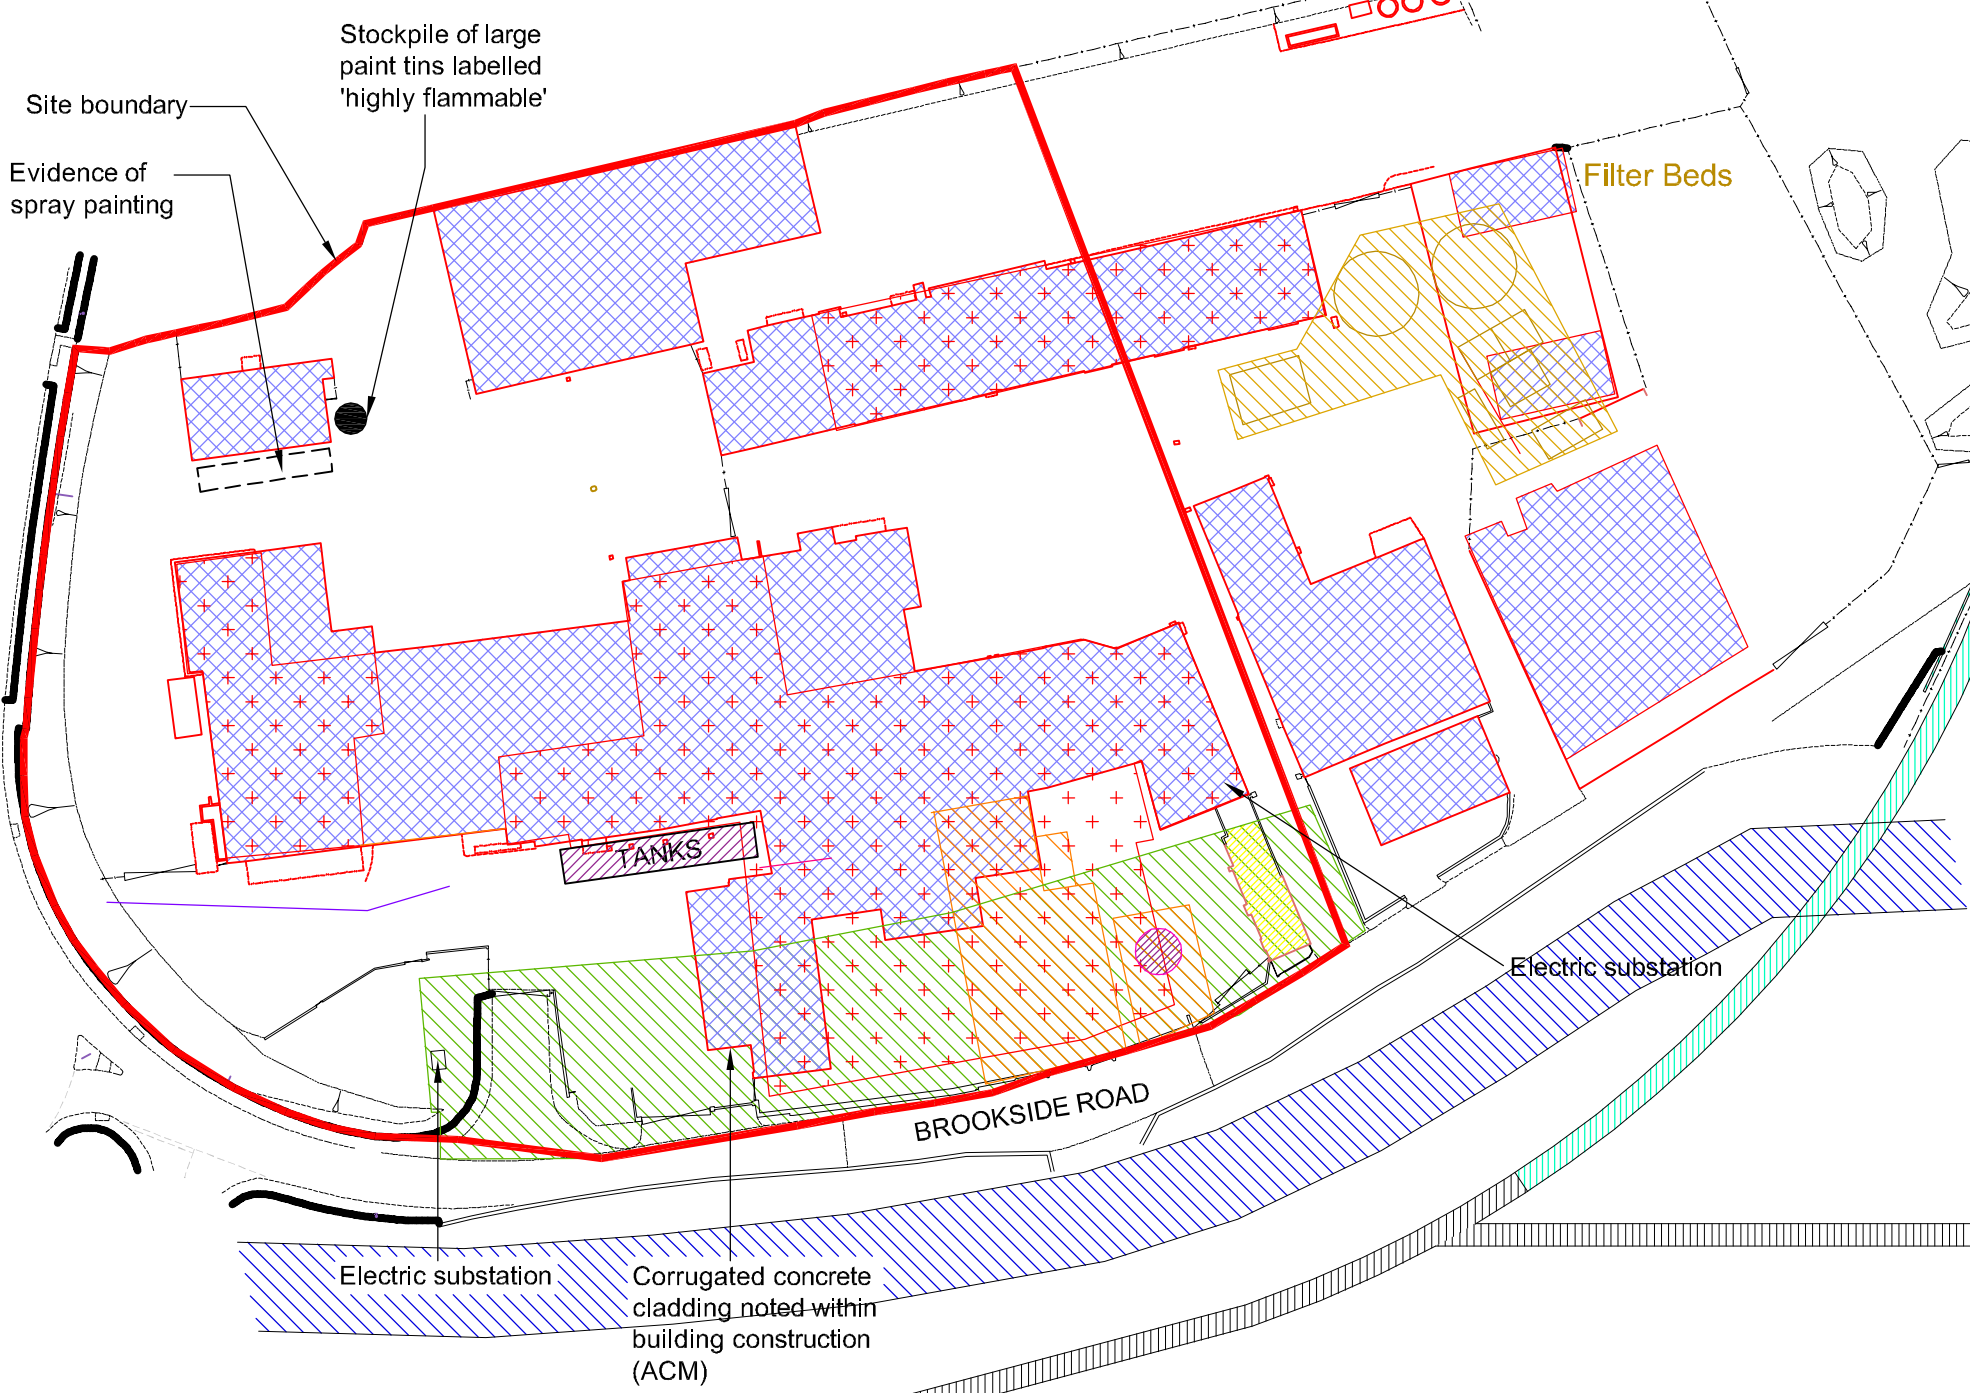 Stockpile of large
paint tins labelled
'highly flammable'
Site boundary
Evidence of
spray painting
Filter Beds
TANKS
Electric substation
BROOKSIDE ROAD
Electric substation
Corrugated concrete
cladding noted within
building construction
(ACM)